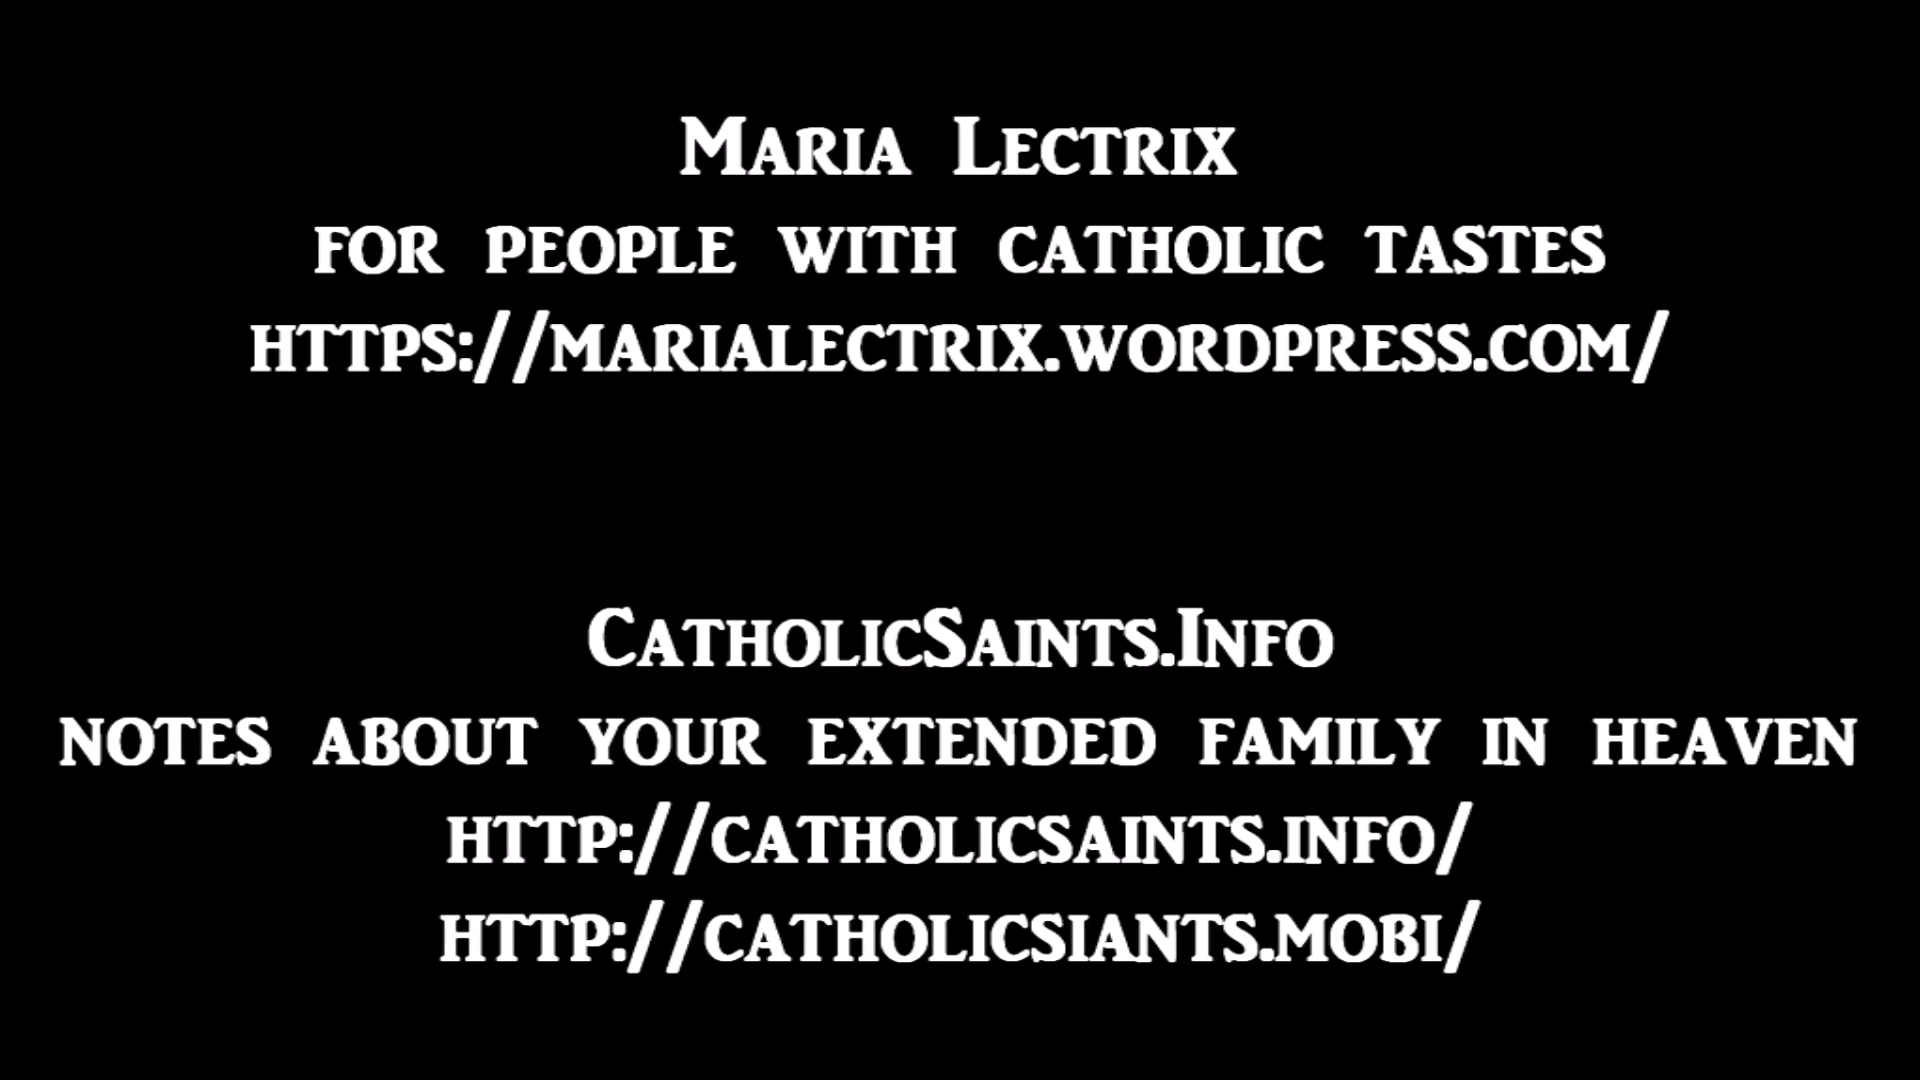 Maria Lectrix
for people with catholic tastes
https://marialectrix.wordpress.com/
CatholicSaints.Info
notes about your extended family in heaven
http://catholicsaints.info/
http://catholicsiants.mobi/